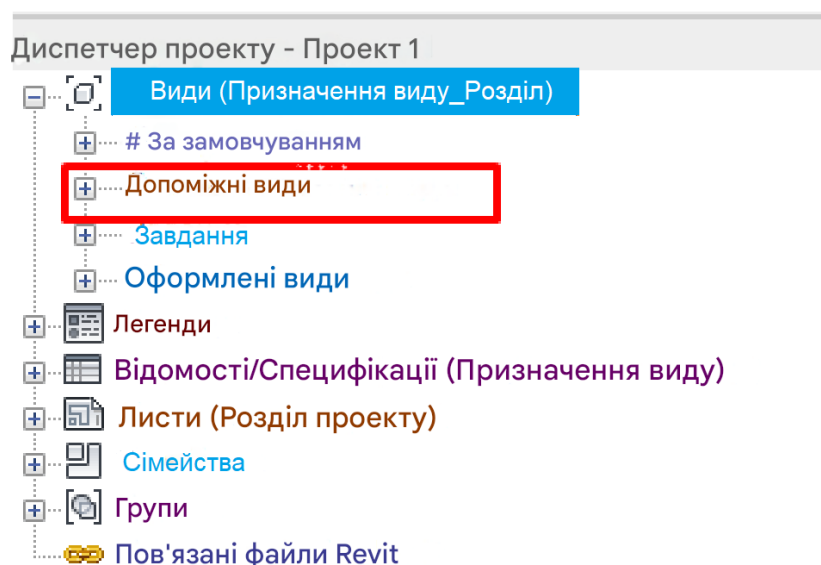 Диспетчер проекту - Проект 1
Види (Призначення виду_Розділ)
# За замовчуванням
Допоміжні види
Завдання
Оформлені види
Легенди
Відомості/Специфікації (Призначення виду)
Листи (Розділ проекту)
Сімейства
Групи
Пов'язані файли Revit